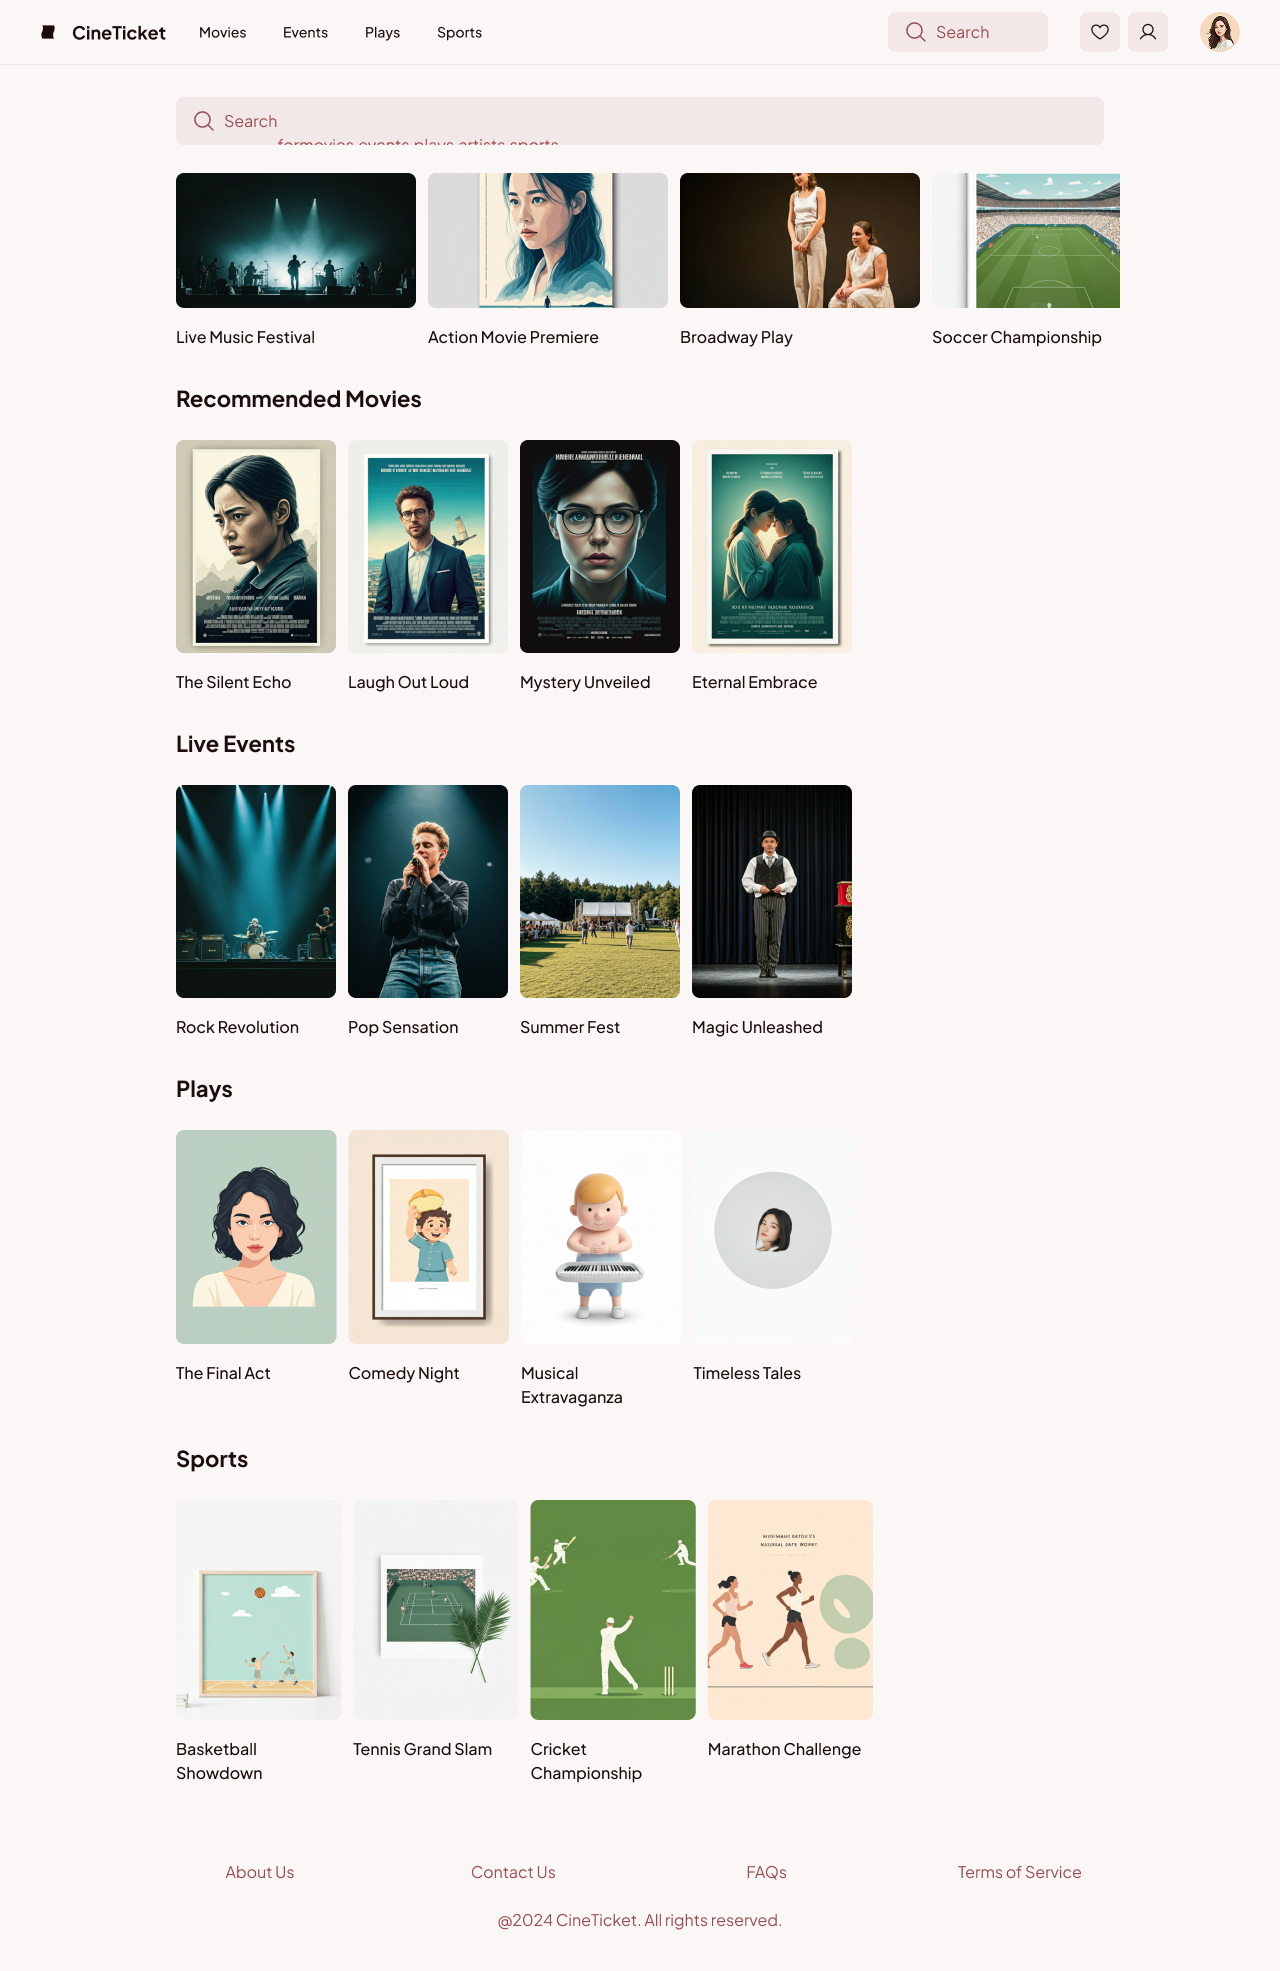 CineTicket
Movies
Events
Plays
Sports
Search
Search
for movies, events, plays, artists, sports
Live Music Festival
Action Movie Premiere
Broadway Play
Soccer Championship
Recommended Movies
The Silent Echo
Laugh Out Loud
Mystery Unveiled
Eternal Embrace
Live Events
Rock Revolution
Pop Sensation
Summer Fest
Magic Unleashed
Plays
The Final Act
Comedy Night
Musical
Extravaganza
Timeless Tales
Sports
Basketball
Showdown
Tennis Grand Slam
Cricket
Championship
Marathon Challenge
About Us
Contact Us
FAQs
Terms of Service
@2024 CineTicket. All rights reserved.